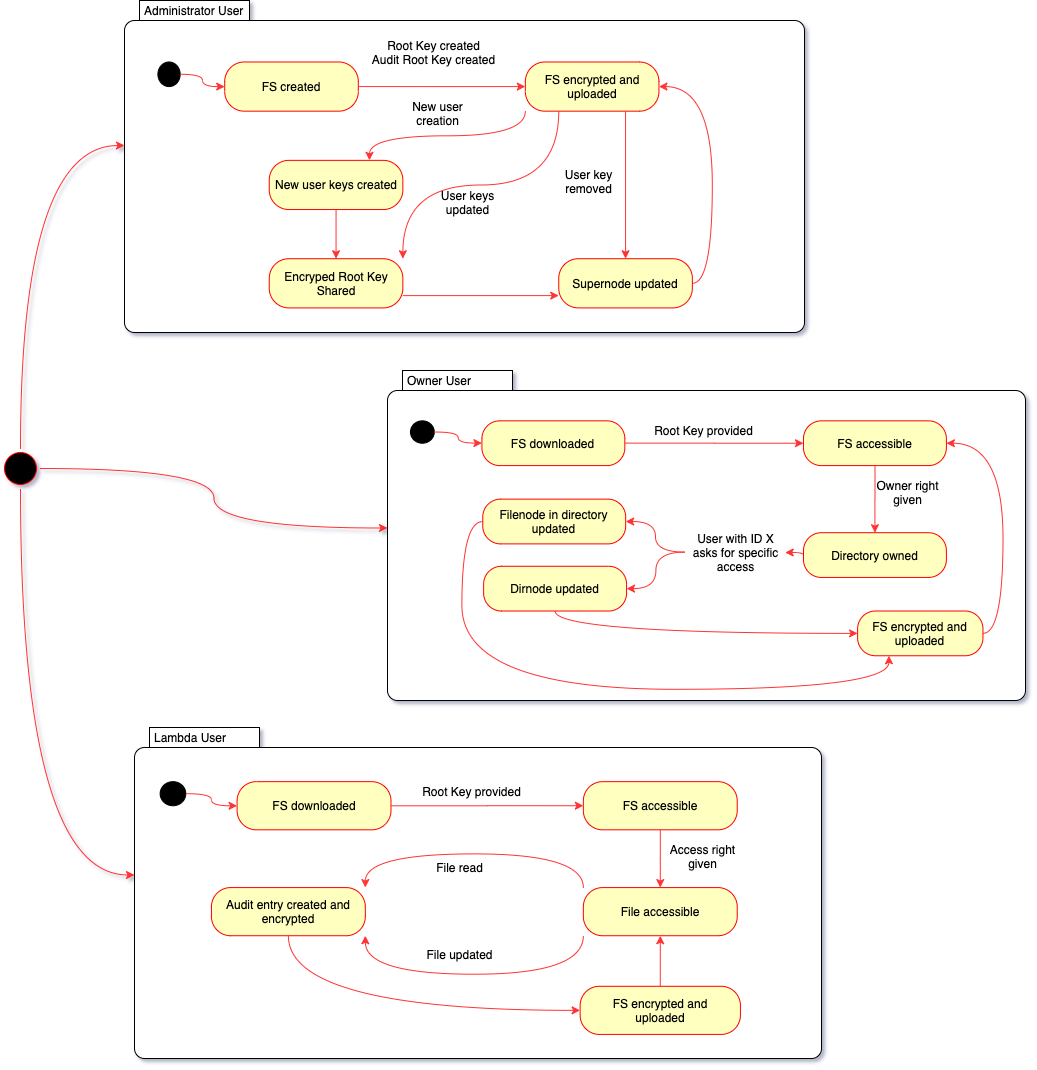 Administrator User
Root Key created
Audit Root Key created
FS created
FS encrypted and
uploaded
New user
creation
New user keys created
User keys
updated
User key
removed
Encryped Root Key
Shared
Supernode updated
Owner User
FS downloaded
Root Key provided
FS accessible
Owner right
given
Filenode in directory
updated
User with ID X
asks for specific
access
Directory owned
Dirnode updated
FS encrypted and
uploaded
Lambda User
FS downloaded
Root Key provided
FS accessible
Access right
given
File read
Audit entry created and
encrypted
File accessible
File updated
FS encrypted and
uploaded